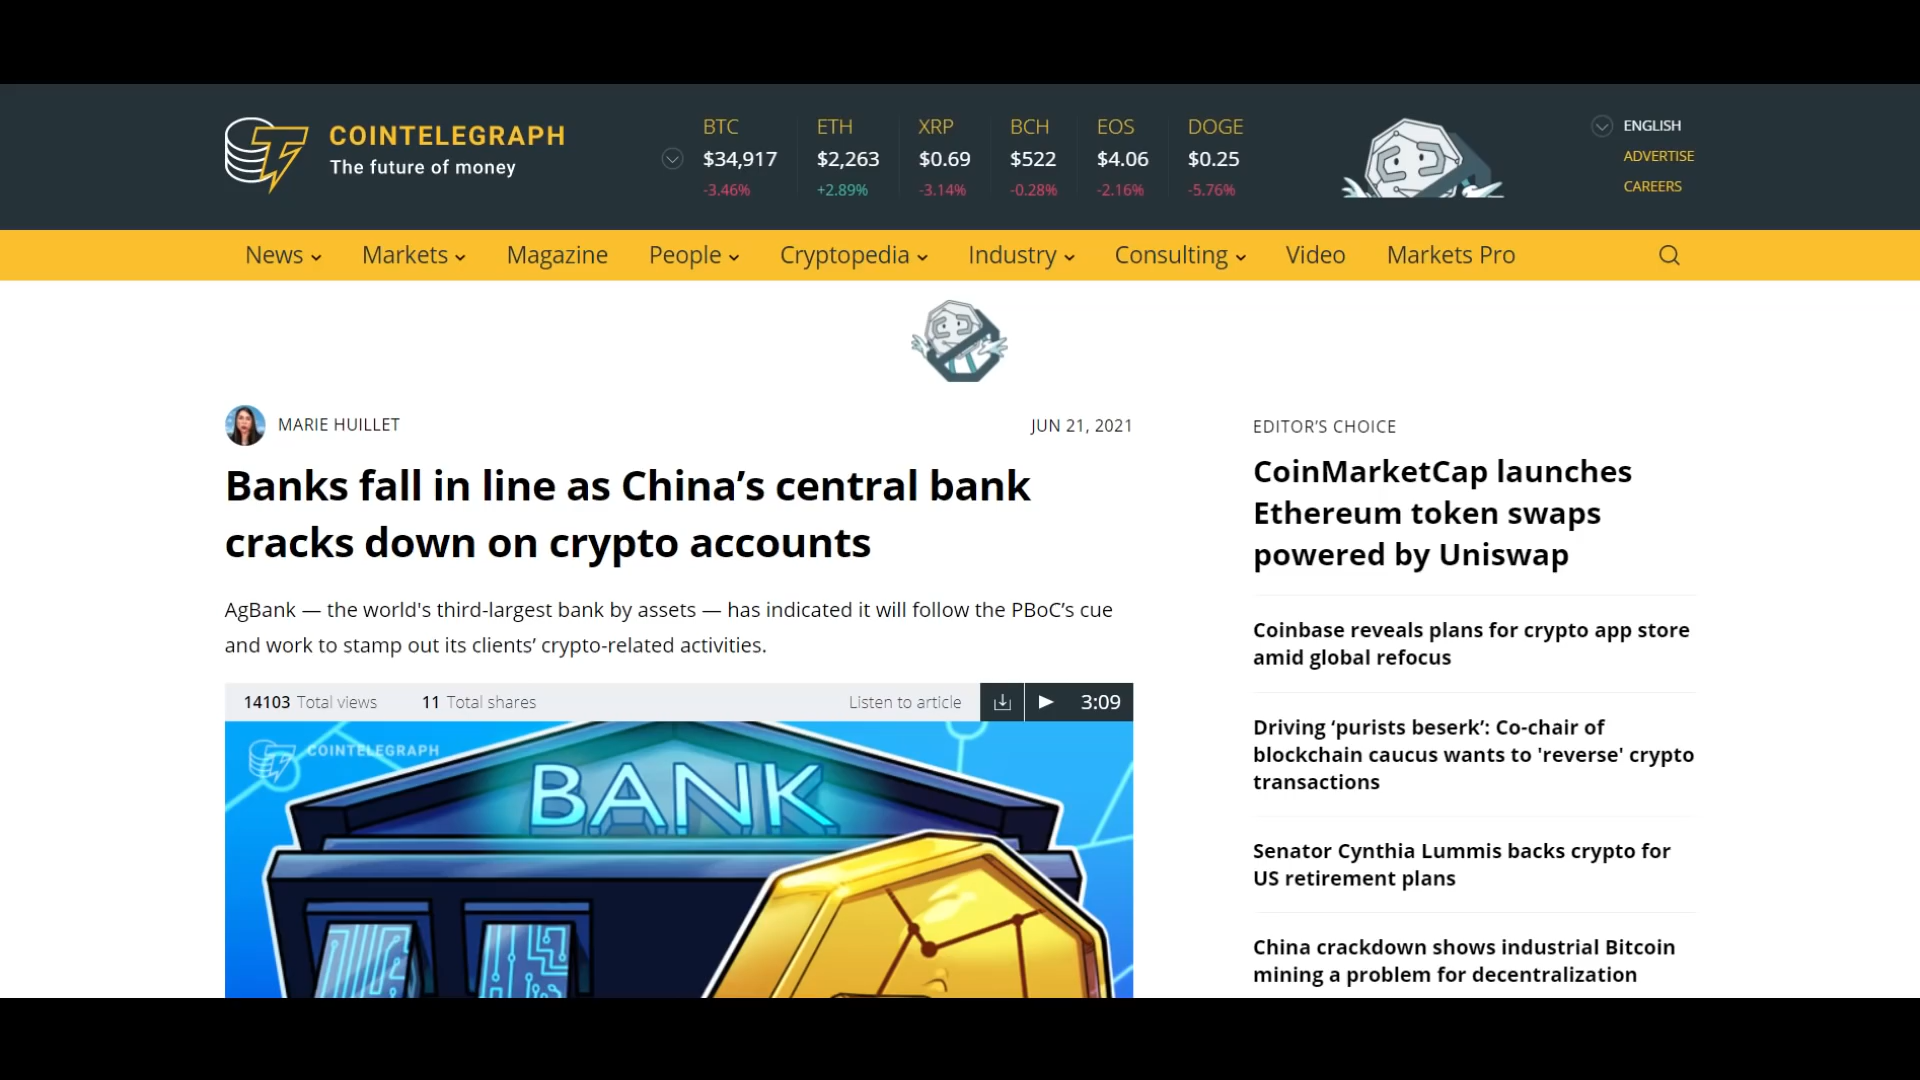 COINTELEGRAPH
The future of money
BTC
$34,917
-3.46%
ETH
$2,263
+2.89%
XRP
$0.69
-3.14%
BCH
$522
-0.28%
EOS
$4.06
-2.16%
DOGE
$0.25
-5.76%
ENGLISH
ADVERTISE
CAREERS
News Markets Magazine People Cryptopedia Industry Consulting Video Markets Pro
MARIE HUILLET
JUN 21, 2021
Banks fall in line as China’s central bank
cracks down on crypto accounts
AgBank — the world's third-largest bank by assets — has indicated it will follow the PBoC’s cue
and work to stamp out its clients’ crypto-related activities.
14103 Total views 11 Total shares Listen to article 3:09
COINTELEGRAPH
BANK
EDITOR’S CHOICE
CoinMarketCap launches
Ethereum token swaps
powered by Uniswap
Coinbase reveals plans for crypto app store
amid global refocus
Driving ‘purists beserk’: Co-chair of
blockchain caucus wants to 'reverse' crypto
transactions
Senator Cynthia Lummis backs crypto for
US retirement plans
China crackdown shows industrial Bitcoin
mining a problem for decentralization